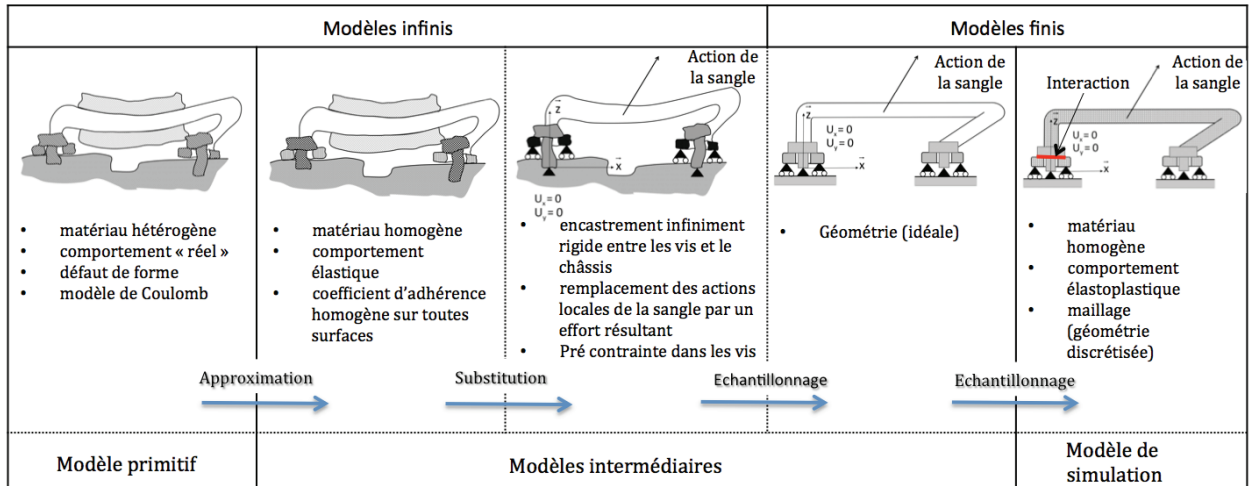 Modèles infinis
Modèles finis
Action de
la sangle
z
x
Ux = 0
Uy = 0
Action de
la sangle
z
Ux = 0
Uy = 0
x
Interaction
Action de
la sangle
z
Ux = 0
Uy = 0
x
• matériau hétérogène
• comportement « réel »
• défaut de forme
• modèle de Coulomb
• matériau homogène
• comportement
élastique
• coefficient d'adhérence
homogène sur toutes
surfaces
• encastrement infiniment
rigide entre les vis et le
châssis
• remplacement des actions
locales de la sangle par un
effort résultant
• Pré contrainte dans les vis
• Géométrie (idéale)
• matériau
homogène
• comportement
élastoplastique
• maillage
(géométrie
discrétisée)
Approximation
Substitution
Echantillonnage
Echantillonnage
Modèle primitif
Modèles intermédiaires
Modèle de
simulation